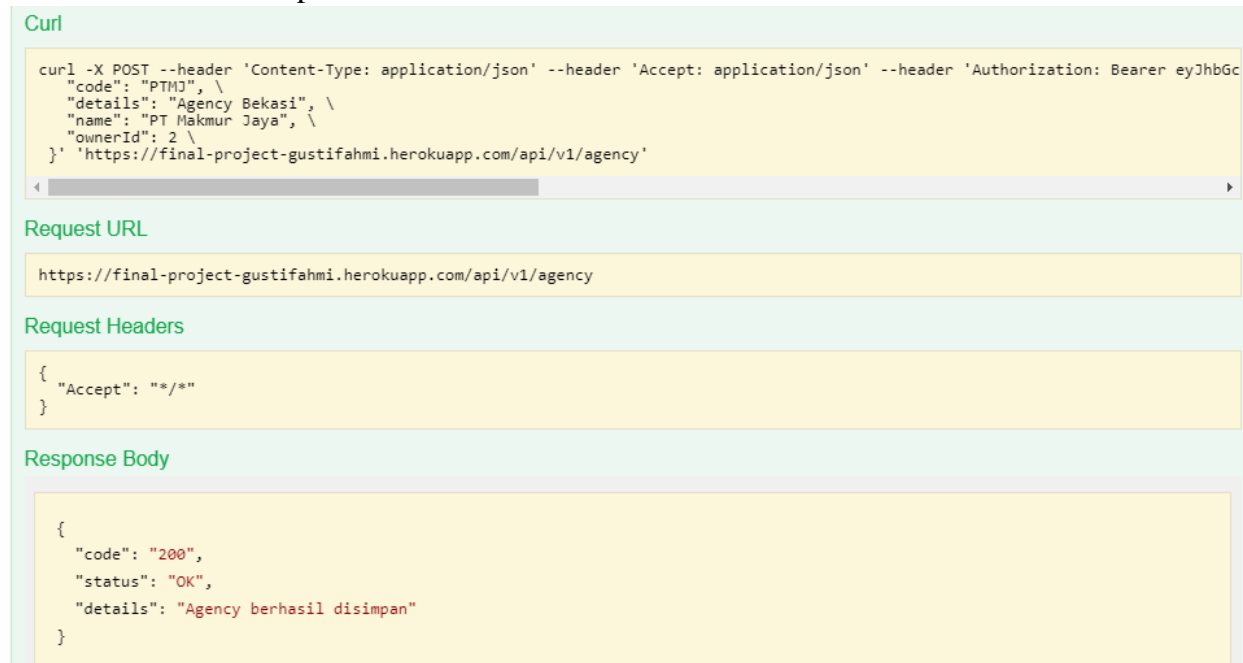 Curl
curl -X POST --header 'Content-Type: application/json' --header 'Accept: application/json' --header 'Authorization: Bearer eyJhbGc
"code": "PTMJ", \
"details": "Agency Bekasi", \
"name": "PT Makmur Jaya", \
"ownerId": 2 \
}' 'https://final-project-gustifahmi.herokuapp.com/api/v1/agency'
Request URL
https://final-project-gustifahmi.herokuapp.com/api/v1/agency
Request Headers
{
"Accept": "*/*"
}
Response Body
{
"code": "200",
"status": "OK",
"details": "Agency berhasil disimpan"
}